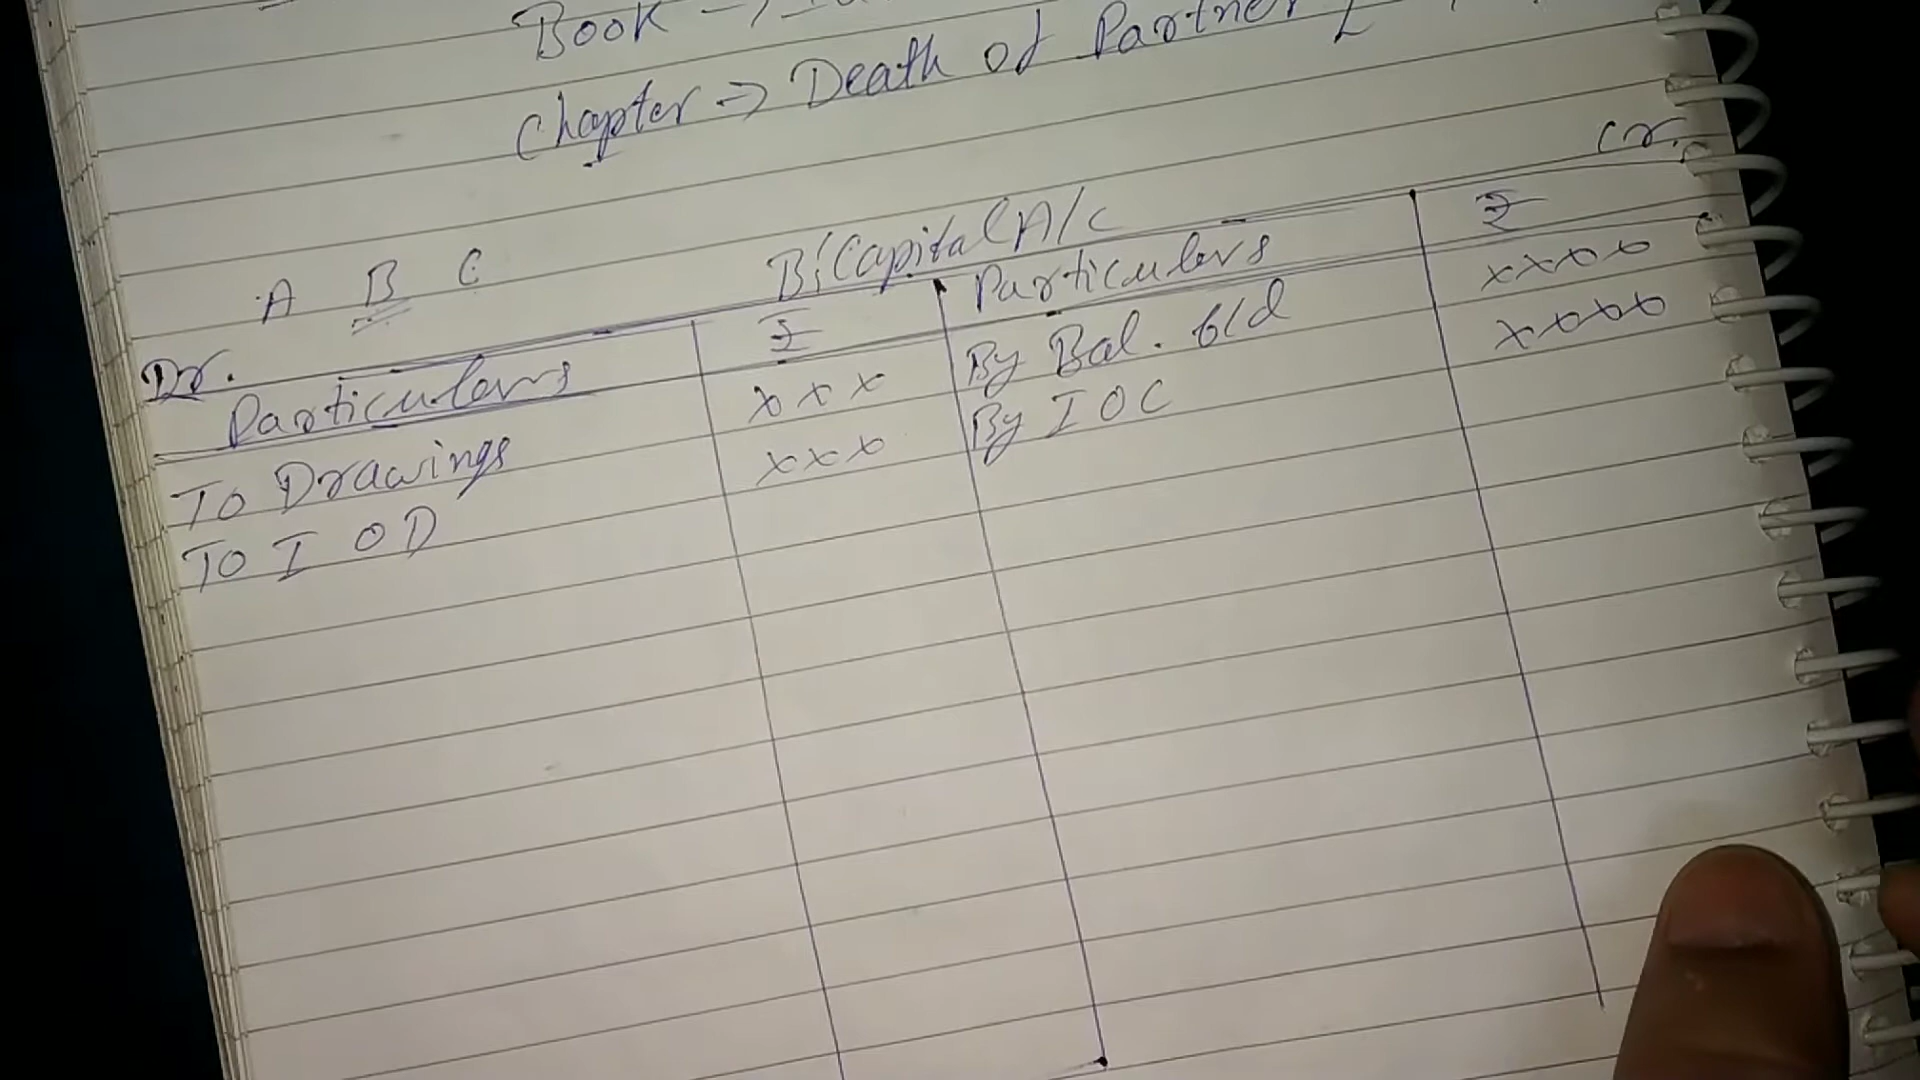 Book →
Chapter ⇒ Death of Partner
Cr.
A B C
B's Capital A/c
Dr.
Particulars ₹ Particulars ₹
To Drawings xxx By Bal. b/d xxxx
To I O D xxx By I O C xxxx